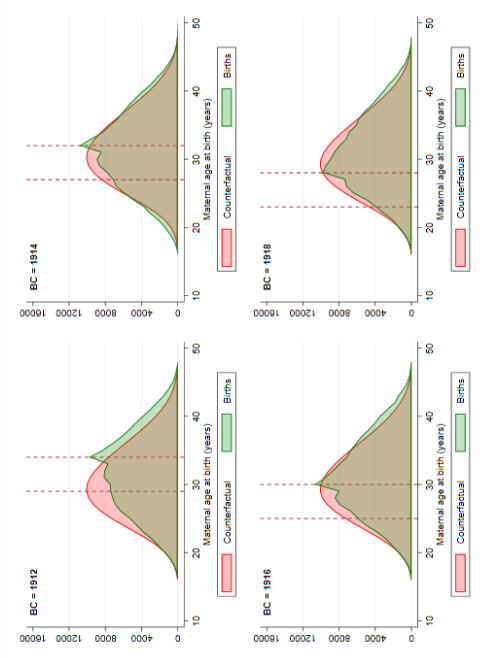 BC = 1912
16000
12000
8000
4000
0
10 20 30 40 50
Maternal age at birth (years)
Counterfactual Births
BC = 1914
16000
12000
8000
4000
0
10 20 30 40 50
Maternal age at birth (years)
Counterfactual Births
BC = 1916
16000
12000
8000
4000
0
10 20 30 40 50
Maternal age at birth (years)
Counterfactual Births
BC = 1918
16000
12000
8000
4000
0
10 20 30 40 50
Maternal age at birth (years)
Counterfactual Births